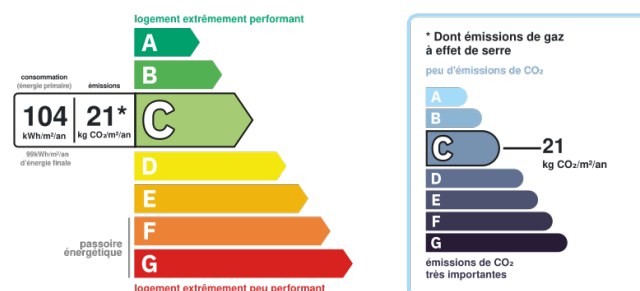 logement extrêmement performant
A
B
consommation
(énergie primaire)
émissions
104
kWh/m²/an
21*
kg CO₂/m²/an
C
99kWh/m²/an
d'énergie finale
D
E
F
G
passoire
énergétique
logement extrêmement peu performant
* Dont émissions de gaz
à effet de serre
peu d'émissions de CO₂
A
B
C
21
kg CO₂/m²/an
D
E
F
G
émissions de CO₂
très importantes